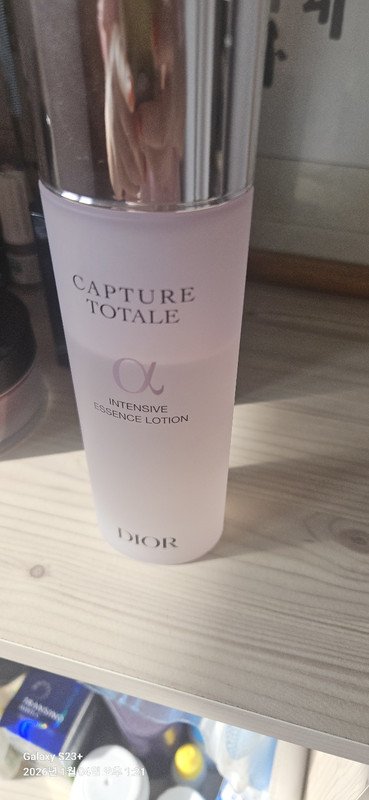 CAPTURE
TOTALE
α
INTENSIVE
ESSENCE LOTION
DIOR
Galaxy S23+